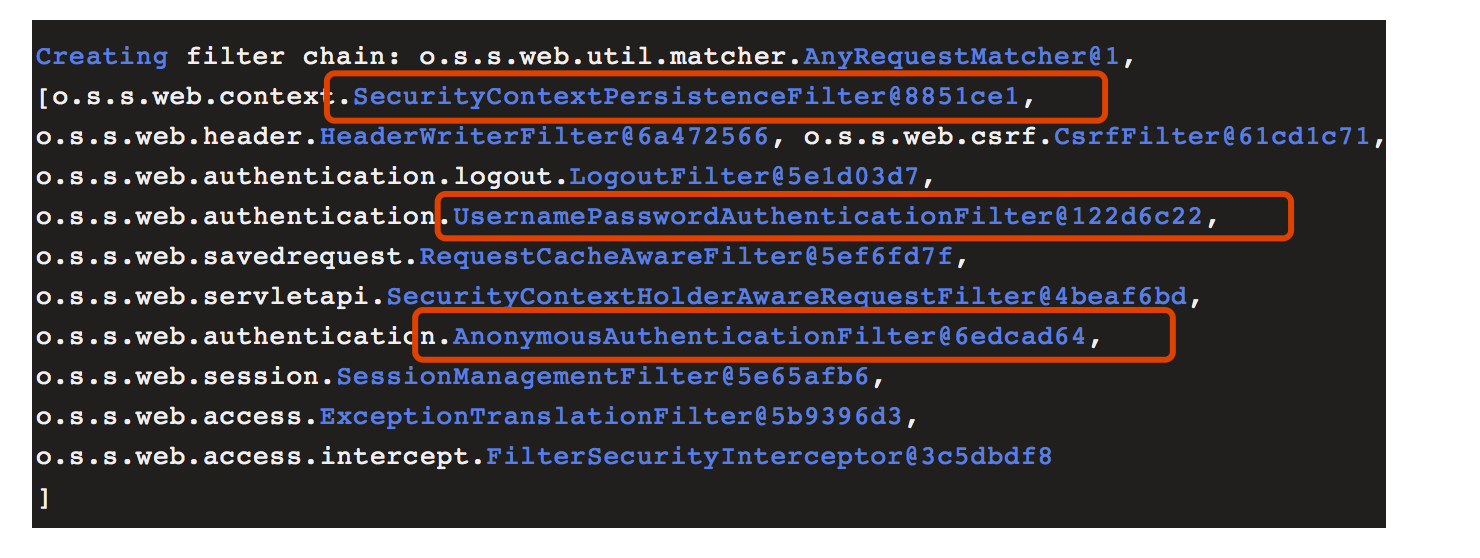 Creating filter chain: o.s.s.web.util.matcher.AnyRequestMatcher@1,
[o.s.s.web.context.SecurityContextPersistenceFilter@8851ce1,
o.s.s.web.header.HeaderWriterFilter@6a472566, o.s.s.web.csrf.CsrfFilter@61cd1c71,
o.s.s.web.authentication.logout.LogoutFilter@5e1d03d7,
o.s.s.web.authentication.UsernamePasswordAuthenticationFilter@122d6c22,
o.s.s.web.savedrequest.RequestCacheAwareFilter@5ef6fd7f,
o.s.s.web.servletapi.SecurityContextHolderAwareRequestFilter@4beaf6bd,
o.s.s.web.authentication.AnonymousAuthenticationFilter@6edcad64,
o.s.s.web.session.SessionManagementFilter@5e65afb6,
o.s.s.web.access.ExceptionTranslationFilter@5b9396d3,
o.s.s.web.access.intercept.FilterSecurityInterceptor@3c5dbdf8
]